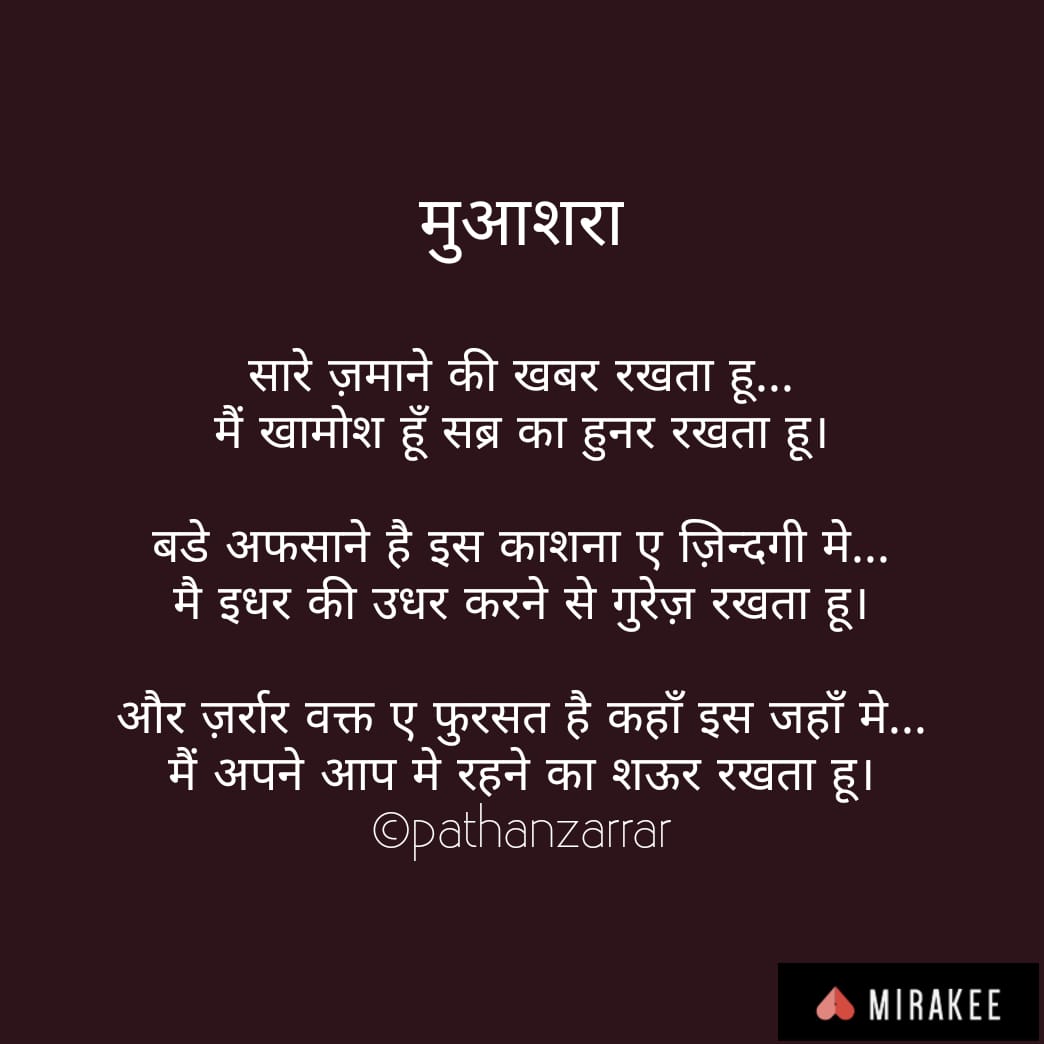 मुआशरा
सारे ज़माने की खबर रखता हू...
मैं खामोश हूँ सब्र का हुनर रखता हू।
बडे अफसाने है इस काशना ए ज़िन्दगी मे...
मै इधर की उधर करने से गुरेज़ रखता हू।
और ज़र्रार वक्त ए फुरसत है कहाँ इस जहाँ मे...
मैं अपने आप मे रहने का शऊर रखता हू।
©pathanzarrar
MIRAKEE